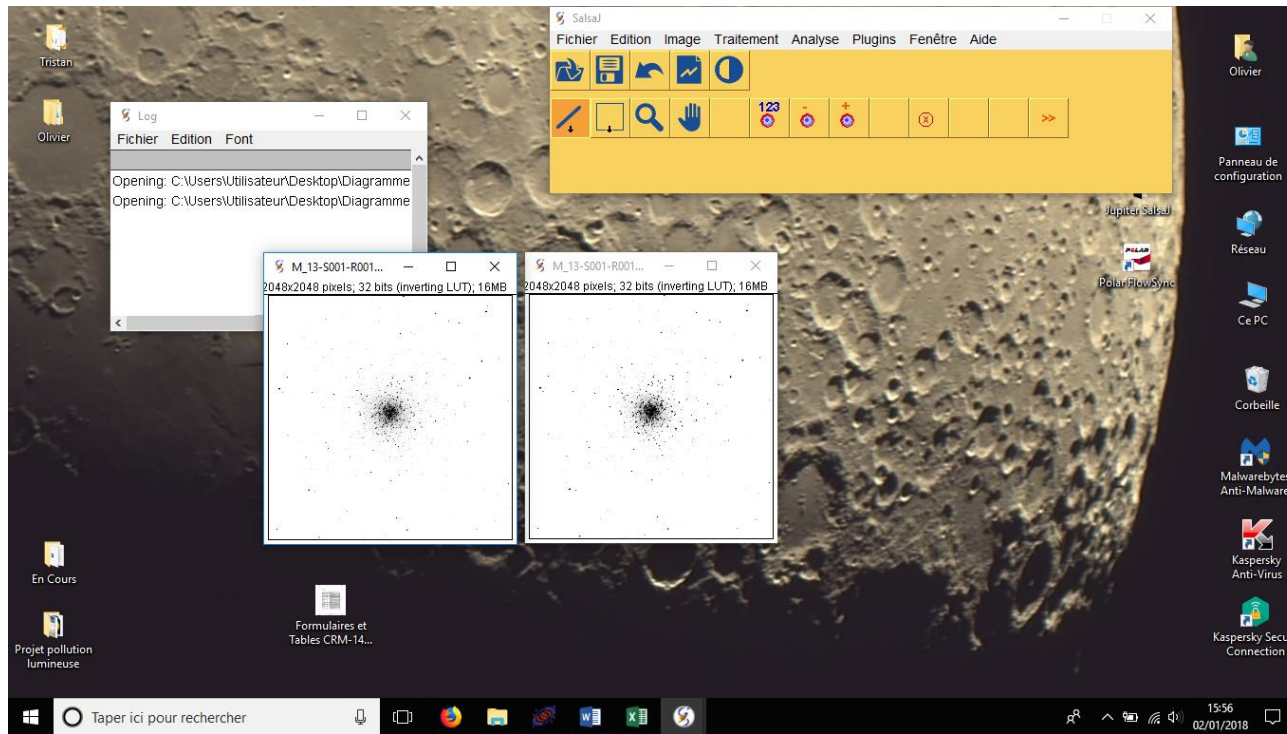 Tristan
Olivier
Log
Fichier Edition Font
Opening: C:\Users\Utilisateur\Desktop\Diagramme
Opening: C:\Users\Utilisateur\Desktop\Diagramme
SalsaJ
Fichier Edition Image Traitement Analyse Plugins Fenêtre Aide
123
- +
>>
M_13-S001-R001...
2048x2048 pixels; 32 bits (inverting LUT); 16MB
M_13-S001-R001...
2048x2048 pixels; 32 bits (inverting LUT); 16MB
Jupiter SalsaJ
POLAR
Polar FlowSync
Olivier
Panneau de
configuration
Réseau
Ce PC
Corbeille
Malwarebytes
Anti-Malware
Kaspersky
Anti-Virus
Kaspersky Secu
Connection
En Cours
Projet pollution
lumineuse
Formulaires et
Tables CRM-14...
Taper ici pour rechercher
15:56
02/01/2018